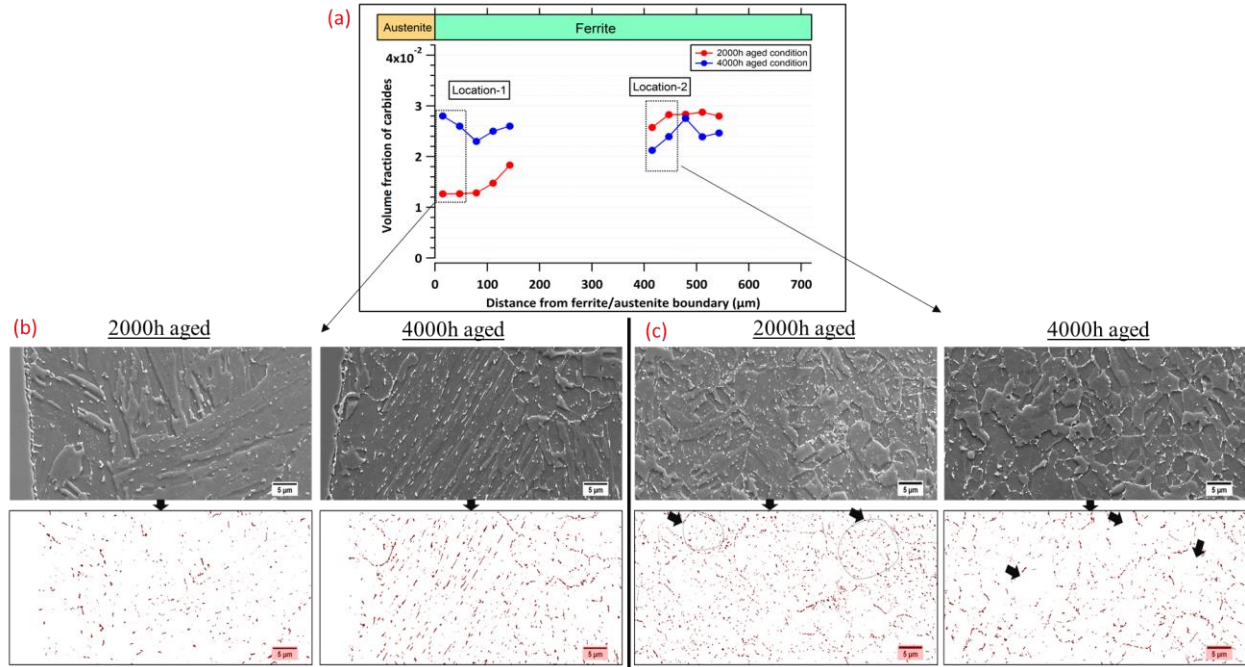 (a)
Austenite
Ferrite
2000h aged condition
4000h aged condition
4x10⁻²
3
2
1
0
Volume fraction of carbides
Location-1
Location-2
0 100 200 300 400 500 600 700
Distance from ferrite/austenite boundary (µm)
(b)
2000h aged
4000h aged
5 µm
5 µm
5 µm
5 µm
(c)
2000h aged
4000h aged
5 µm
5 µm
5 µm
5 µm